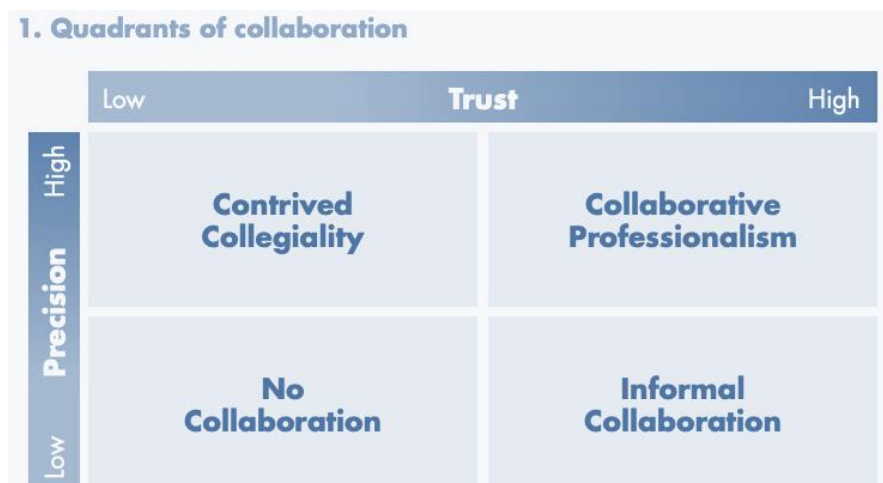 1. Quadrants of collaboration
Low Trust High
High
Precision
Low
Contrived
Collegiality
Collaborative
Professionalism
No
Collaboration
Informal
Collaboration